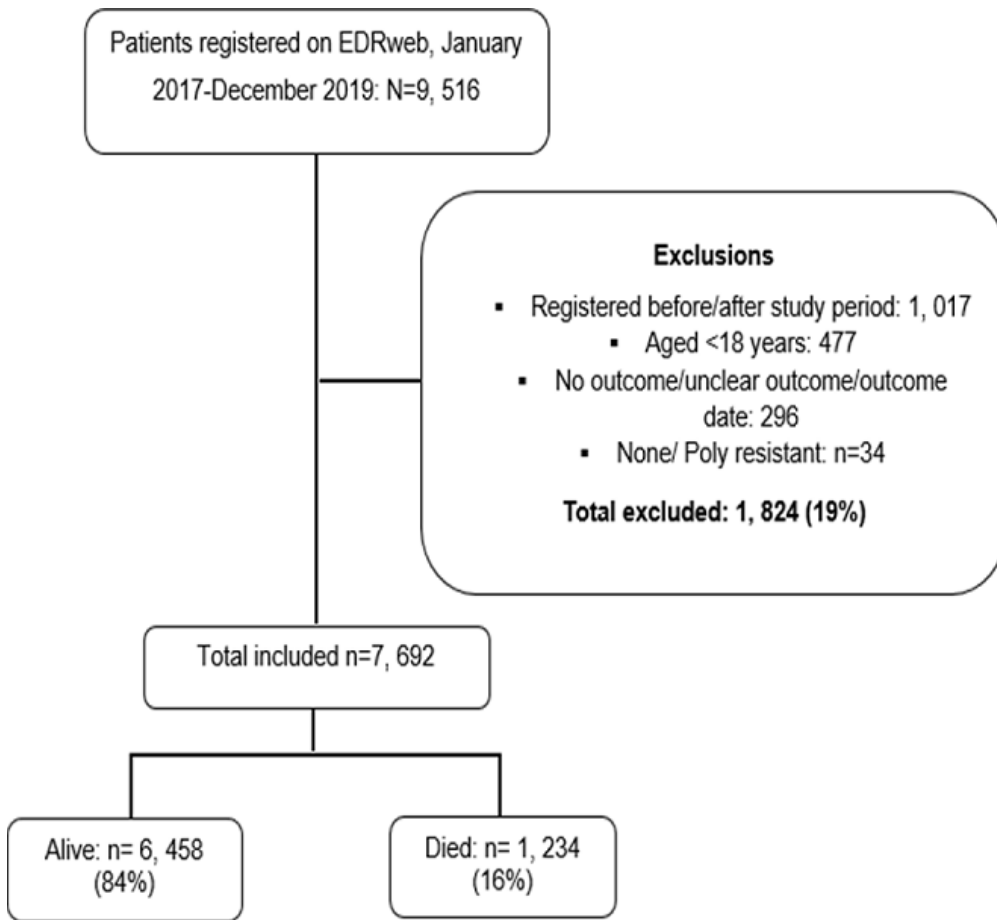 Patients registered on EDRweb, January
2017-December 2019: N=9, 516
Exclusions
▪ Registered before/after study period: 1, 017
▪ Aged <18 years: 477
▪ No outcome/unclear outcome/outcome
date: 296
▪ None/ Poly resistant: n=34
Total excluded: 1, 824 (19%)
Total included n=7, 692
Alive: n= 6, 458
(84%)
Died: n= 1, 234
(16%)